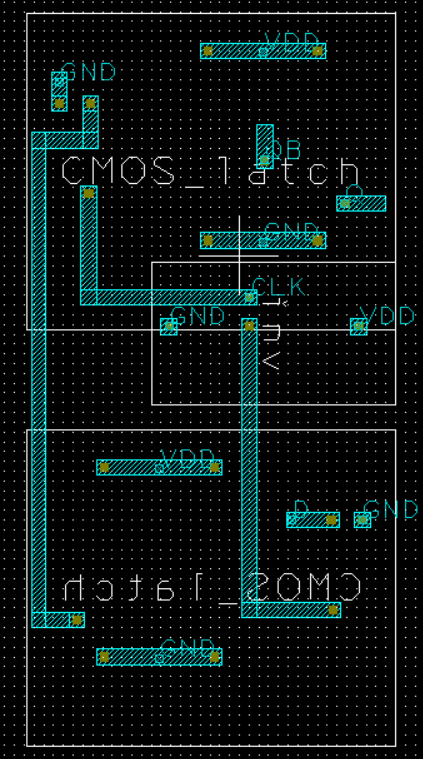 VDD
GND
QB
CMOS_latch
Q
GND
CLK
GND
VDD
inv
VDD
D
GND
CMOS_latch
GND